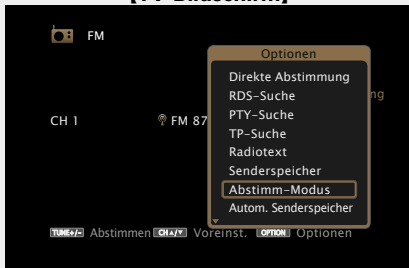 [TV-Bildschirm]
FM
Optionen
Direkte Abstimmung
RDS-Suche
PTY-Suche
TP-Suche
Radiotext
Senderspeicher
Abstimm-Modus
Autom. Senderspeicher
ng
CH 1
FM 87
TUNE+/- Abstimmen CH▲/▼ Voreinst. OPTION Optionen